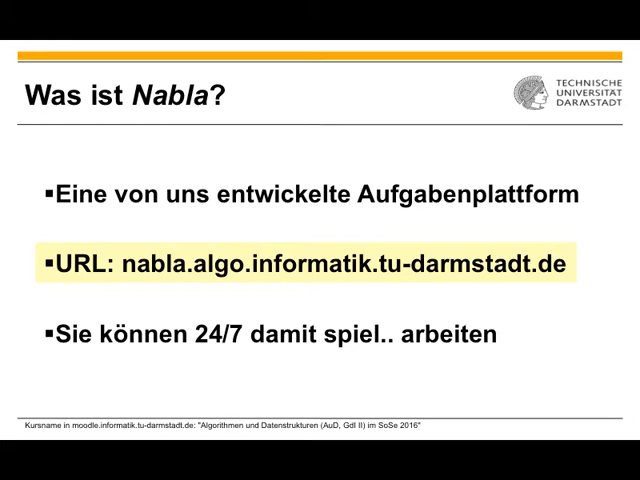 Was ist Nabla?
TECHNISCHE
UNIVERSITÄT
DARMSTADT
▪Eine von uns entwickelte Aufgabenplattform
▪URL: nabla.algo.informatik.tu-darmstadt.de
▪Sie können 24/7 damit spiel.. arbeiten
Kursname in moodle.informatik.tu-darmstadt.de: "Algorithmen und Datenstrukturen (AuD, GdI II) im SoSe 2016"